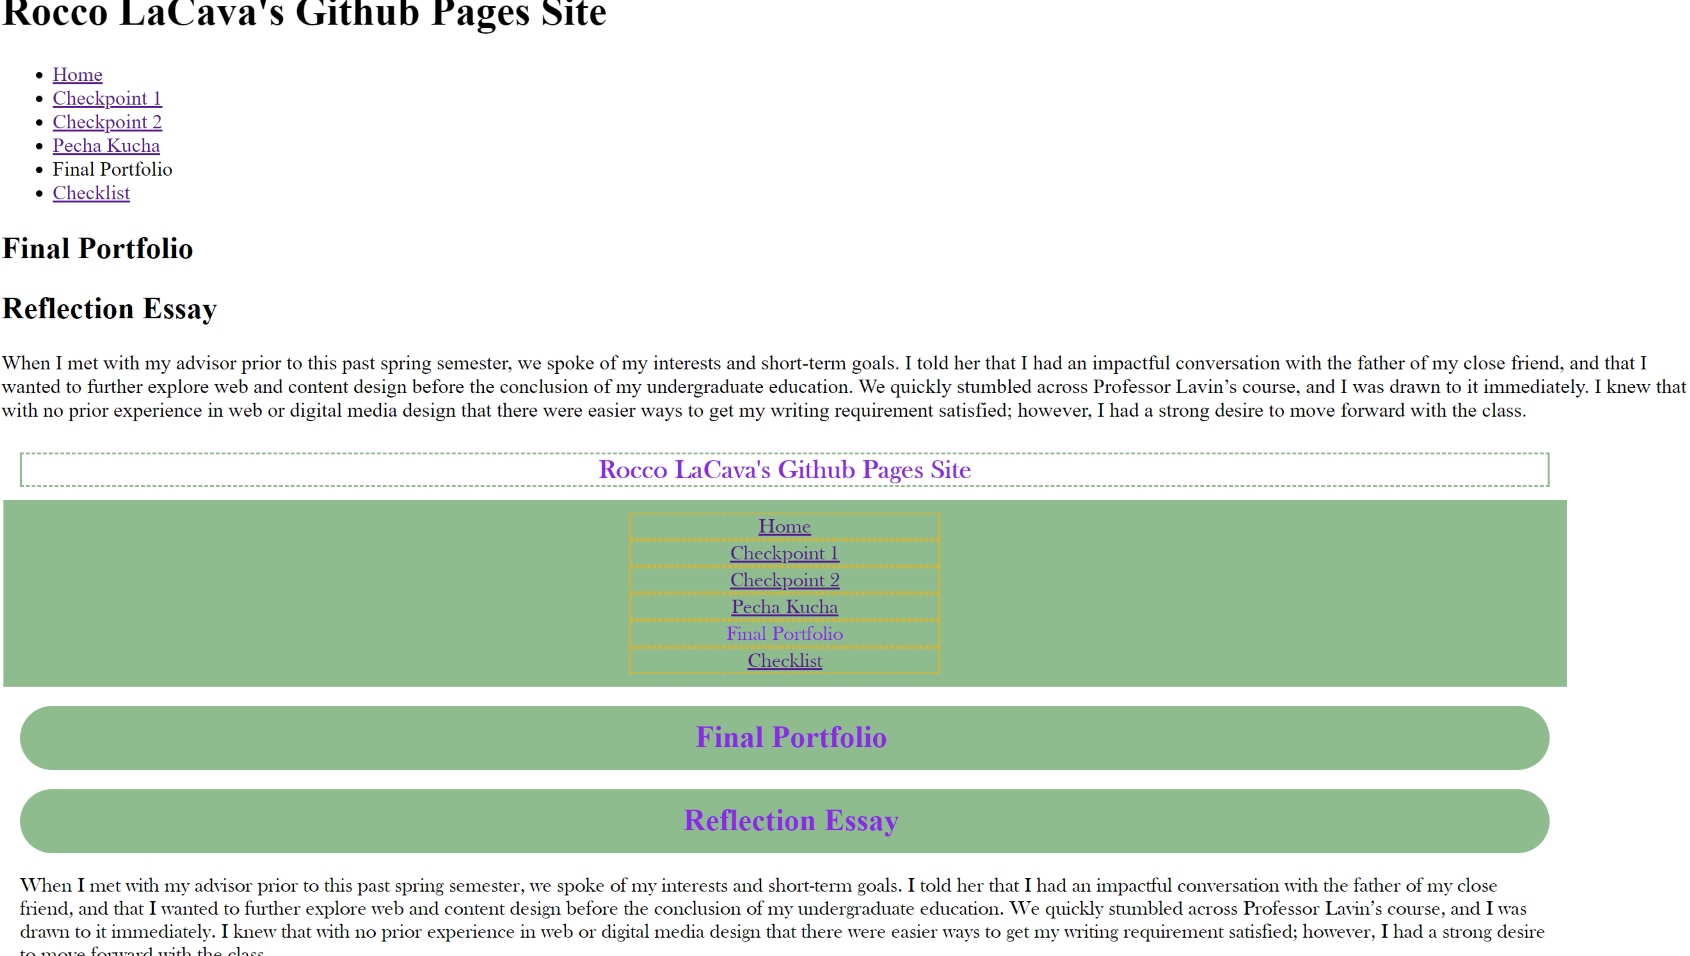 Rocco LaCava's Github Pages Site
Home
Checkpoint 1
Checkpoint 2
Pecha Kucha
Final Portfolio
Checklist
Final Portfolio
Reflection Essay
When I met with my advisor prior to this past spring semester, we spoke of my interests and short-term goals. I told her that I had an impactful conversation with the father of my close friend, and that I
wanted to further explore web and content design before the conclusion of my undergraduate education. We quickly stumbled across Professor Lavin’s course, and I was drawn to it immediately. I knew that
with no prior experience in web or digital media design that there were easier ways to get my writing requirement satisfied; however, I had a strong desire to move forward with the class.
Rocco LaCava's Github Pages Site
Home
Checkpoint 1
Checkpoint 2
Pecha Kucha
Final Portfolio
Checklist
Final Portfolio
Reflection Essay
When I met with my advisor prior to this past spring semester, we spoke of my interests and short-term goals. I told her that I had an impactful conversation with the father of my close
friend, and that I wanted to further explore web and content design before the conclusion of my undergraduate education. We quickly stumbled across Professor Lavin’s course, and I was
drawn to it immediately. I knew that with no prior experience in web or digital media design that there were easier ways to get my writing requirement satisfied; however, I had a strong desire
to move forward with the class.